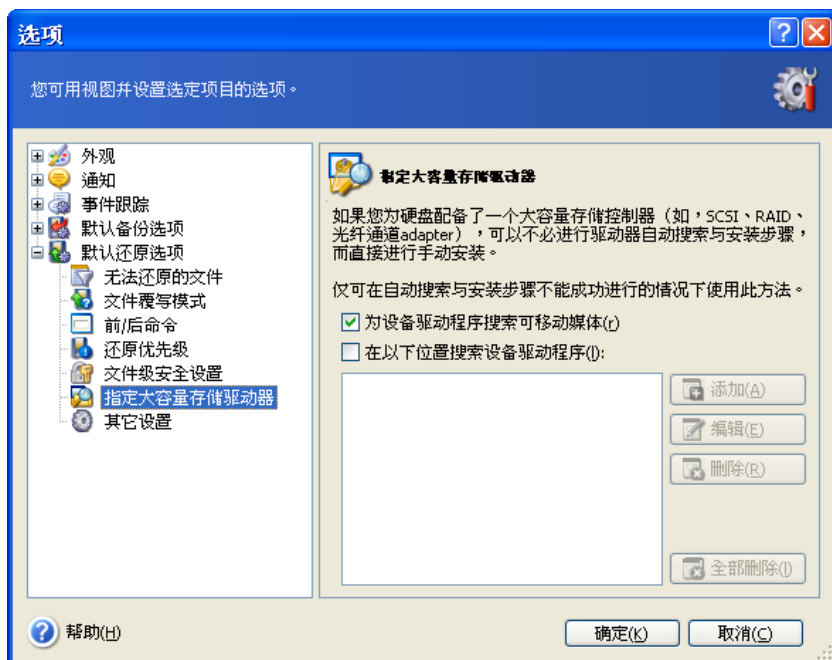 选项
您可用视图并设置选定项目的选项。
外观
通知
事件跟踪
默认备份选项
默认还原选项
无法还原的文件
文件覆写模式
前/后命令
还原优先级
文件级安全设置
指定大容量存储驱动器
其它设置
指定大容量存储驱动器
如果您为硬盘配备了一个大容量存储控制器（如，SCSI、RAID、
光纤通道adapter），可以不必进行驱动器自动搜索与安装步骤，
而直接进行手动安装。
仅可在自动搜索与安装步骤不能成功进行的情况下使用此方法。
为设备驱动程序搜索可移动媒体(r)
在以下位置搜索设备驱动程序(l):
添加(A)
编辑(E)
删除(R)
全部删除(l)
帮助(H)
确定(K)
取消(C)